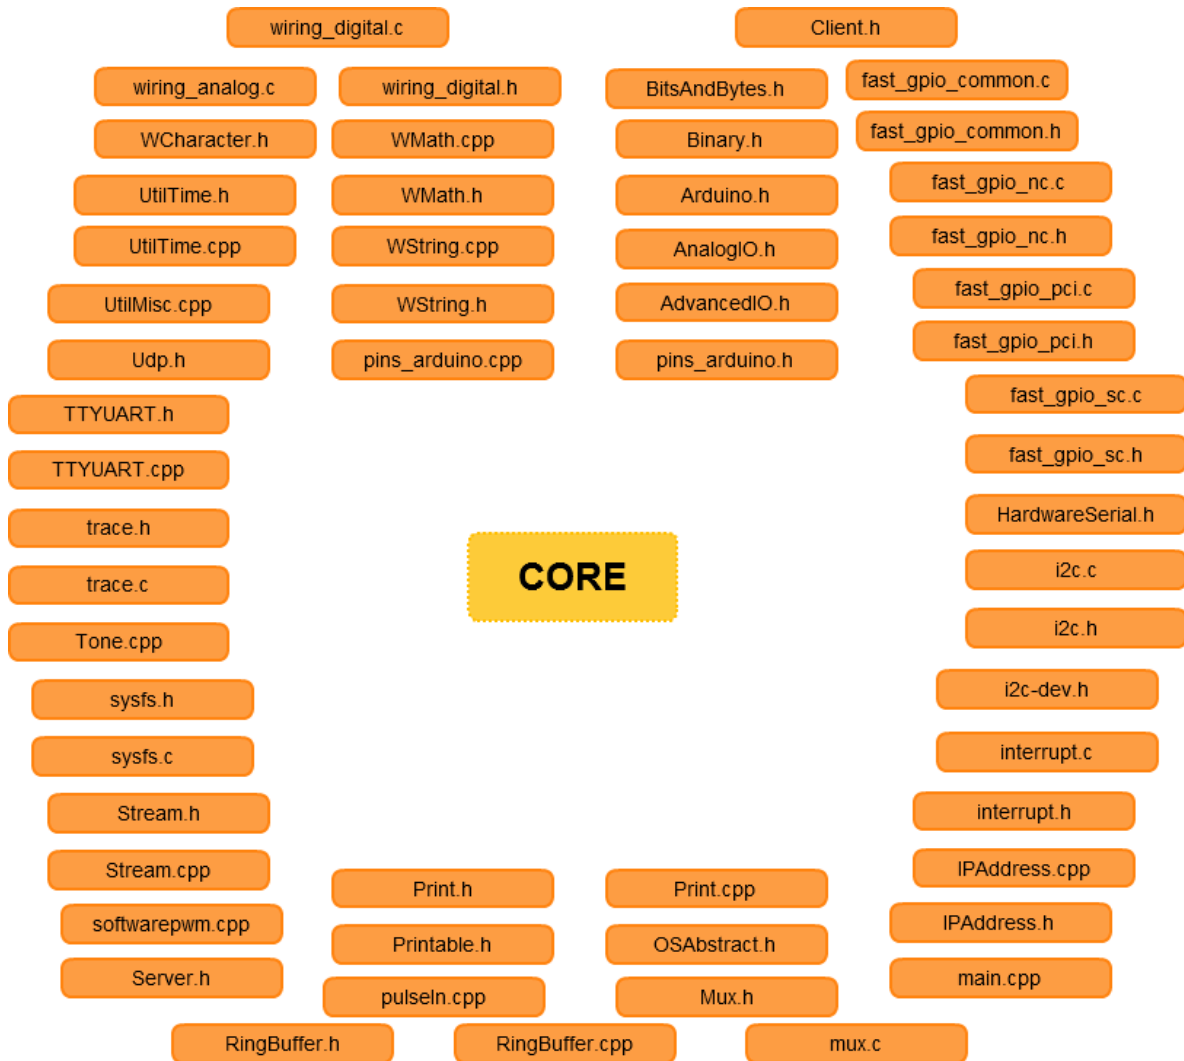 wiring_digital.c
Client.h
wiring_analog.c
wiring_digital.h
BitsAndBytes.h
fast_gpio_common.c
WCharacter.h
WMath.cpp
Binary.h
fast_gpio_common.h
UtilTime.h
WMath.h
Arduino.h
fast_gpio_nc.c
UtilTime.cpp
WString.cpp
AnalogIO.h
fast_gpio_nc.h
UtilMisc.cpp
WString.h
AdvancedIO.h
fast_gpio_pci.c
Udp.h
pins_arduino.cpp
pins_arduino.h
fast_gpio_pci.h
TTYUART.h
fast_gpio_sc.c
TTYUART.cpp
fast_gpio_sc.h
trace.h
HardwareSerial.h
trace.c
CORE
i2c.c
Tone.cpp
i2c.h
sysfs.h
i2c-dev.h
sysfs.c
interrupt.c
Stream.h
interrupt.h
Stream.cpp
Print.h
Print.cpp
IPAddress.cpp
softwarepwm.cpp
Printable.h
OSAbstract.h
IPAddress.h
Server.h
pulseIn.cpp
Mux.h
main.cpp
RingBuffer.h
RingBuffer.cpp
mux.c